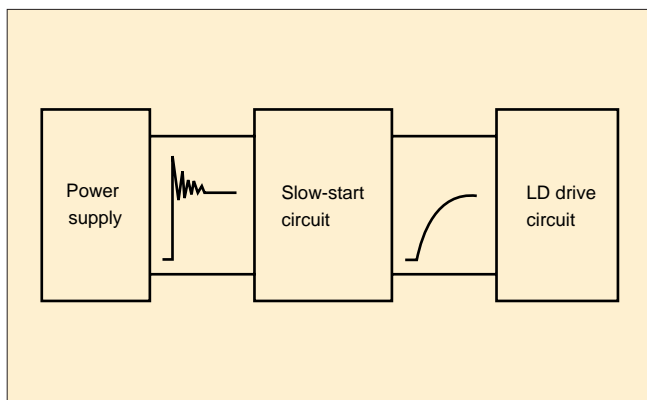 Power
supply
Slow-start
circuit
LD drive
circuit